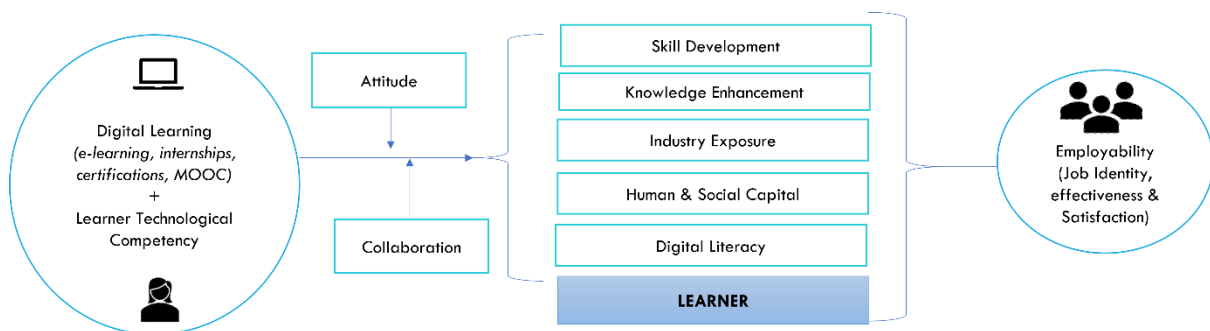 Digital Learning
(e-learning, internships,
certifications, MOOC)
+
Learner Technological
Competency
Attitude
Collaboration
Skill Development
Knowledge Enhancement
Industry Exposure
Human & Social Capital
Digital Literacy
LEARNER
Employability
(Job Identity,
effectiveness &
Satisfaction)